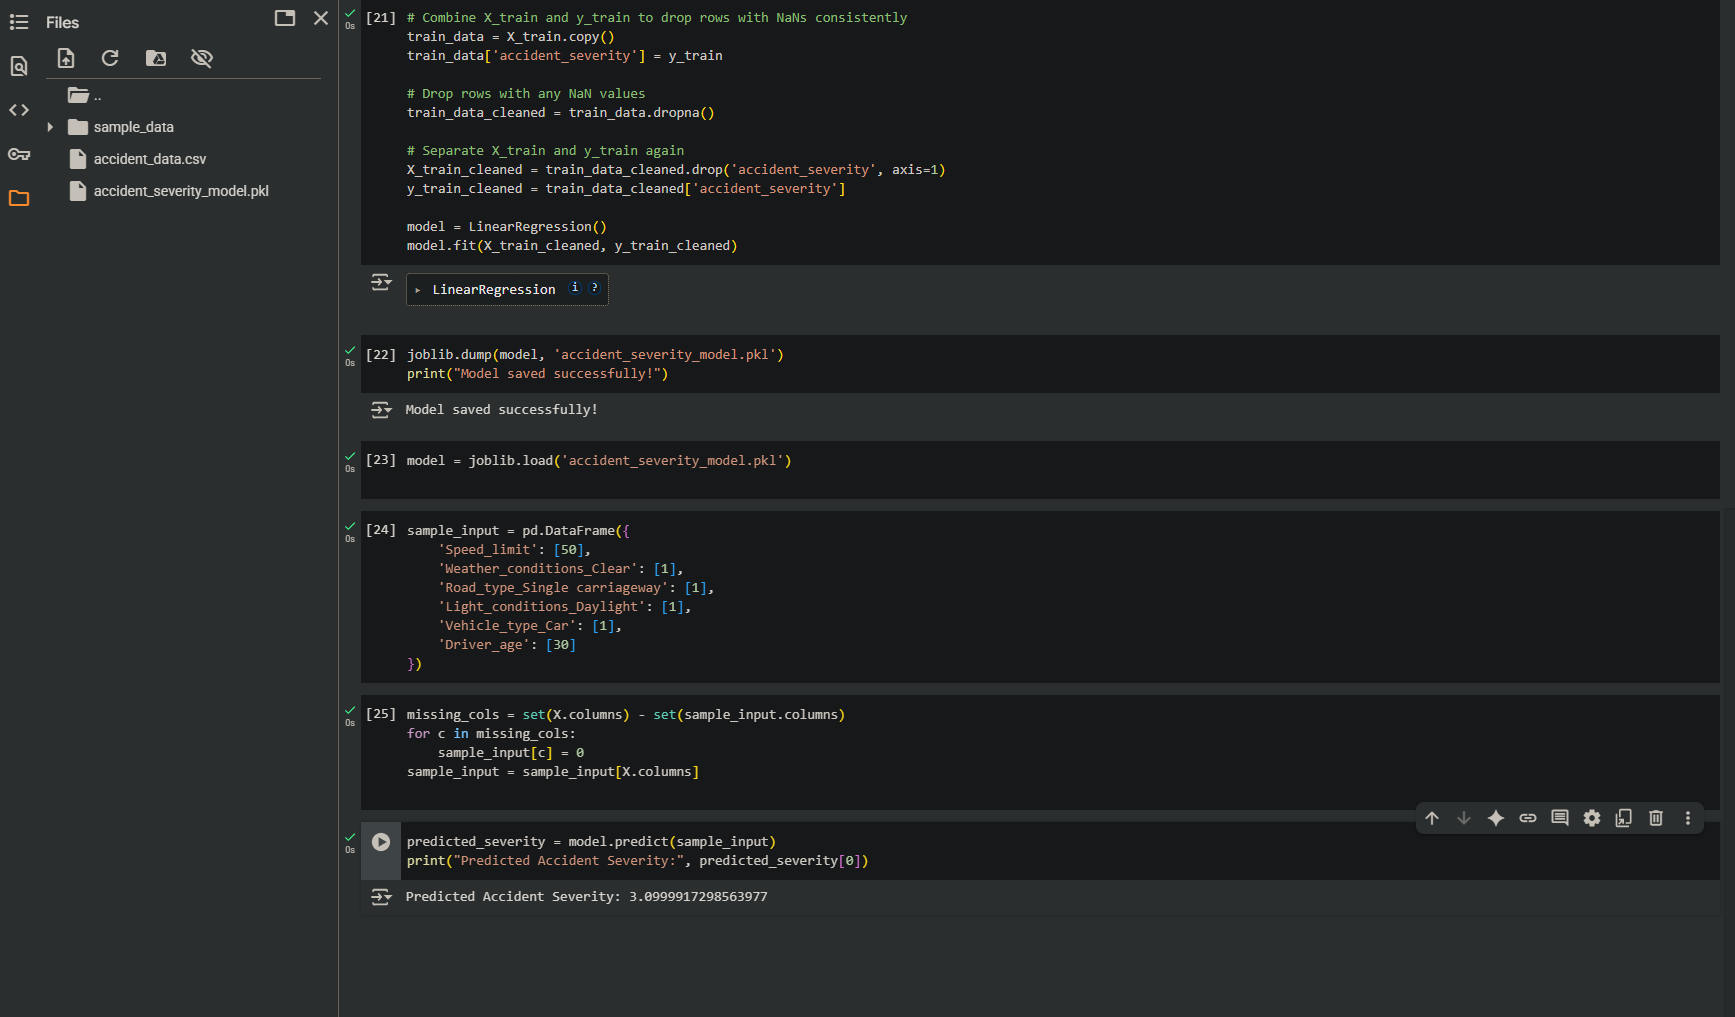 Files
..
sample_data
accident_data.csv
accident_severity_model.pkl
0s
[21] # Combine X_train and y_train to drop rows with NaNs consistently
train_data = X_train.copy()
train_data['accident_severity'] = y_train
# Drop rows with any NaN values
train_data_cleaned = train_data.dropna()
# Separate X_train and y_train again
X_train_cleaned = train_data_cleaned.drop('accident_severity', axis=1)
y_train_cleaned = train_data_cleaned['accident_severity']
model = LinearRegression()
model.fit(X_train_cleaned, y_train_cleaned)
▸ LinearRegression i ?
0s
[22] joblib.dump(model, 'accident_severity_model.pkl')
print("Model saved successfully!")
Model saved successfully!
0s
[23] model = joblib.load('accident_severity_model.pkl')
0s
[24] sample_input = pd.DataFrame({
    'Speed_limit': [50],
    'Weather_conditions_Clear': [1],
    'Road_type_Single carriageway': [1],
    'Light_conditions_Daylight': [1],
    'Vehicle_type_Car': [1],
    'Driver_age': [30]
})
0s
[25] missing_cols = set(X.columns) - set(sample_input.columns)
for c in missing_cols:
    sample_input[c] = 0
sample_input = sample_input[X.columns]
0s
predicted_severity = model.predict(sample_input)
print("Predicted Accident Severity:", predicted_severity[0])
Predicted Accident Severity: 3.0999917298563977